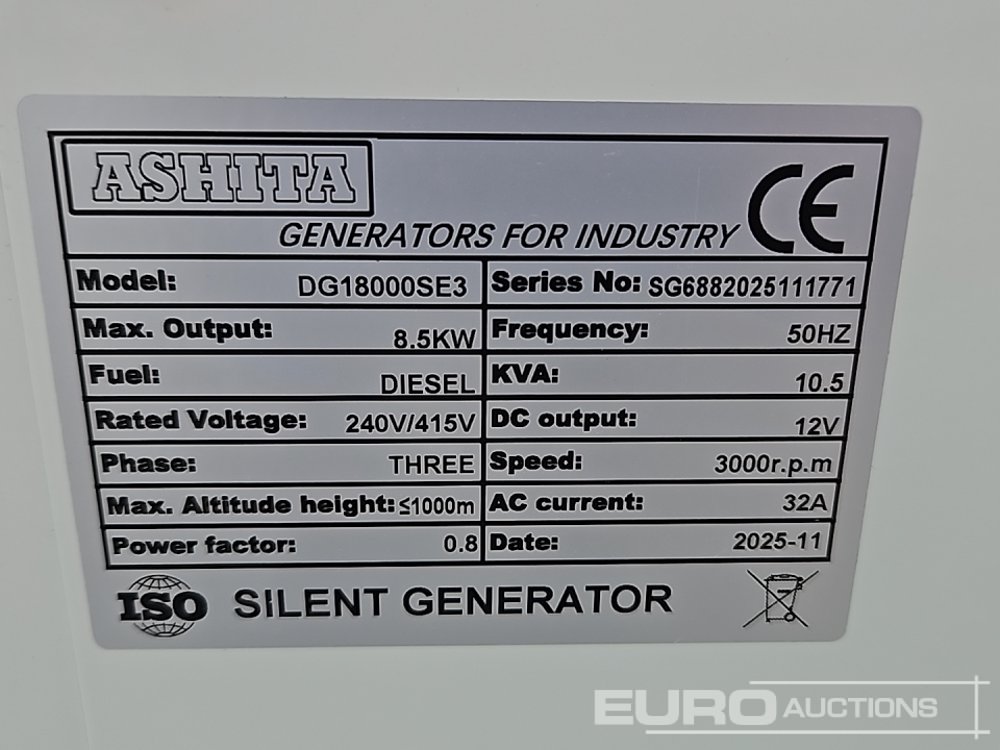 ASHITA
GENERATORS FOR INDUSTRY
CE
Model: DG18000SE3 Series No: SG6882025111771
Max. Output: 8.5KW Frequency: 50HZ
Fuel: DIESEL KVA: 10.5
Rated Voltage: 240V/415V DC output: 12V
Phase: THREE Speed: 3000r.p.m
Max. Altitude height: ≤1000m AC current: 32A
Power factor: 0.8 Date: 2025-11
ISO SILENT GENERATOR
EURO AUCTIONS